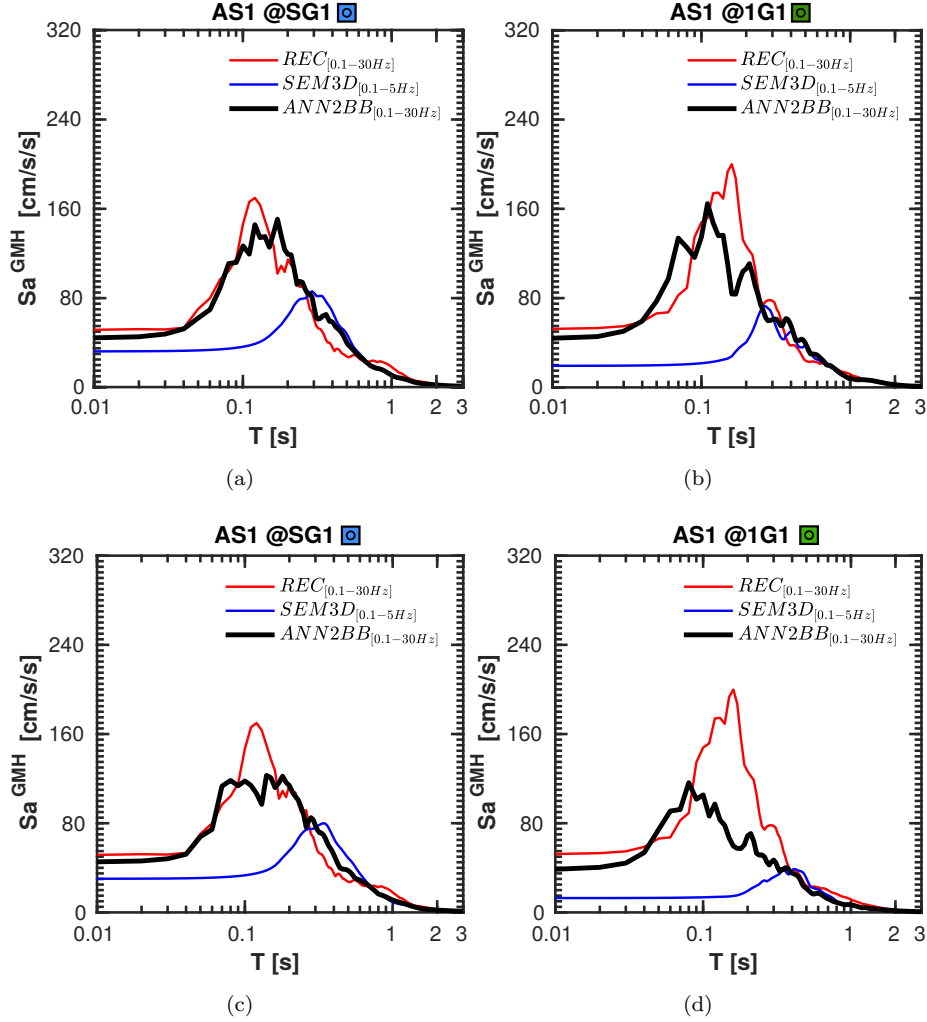 AS1 @SG1
320
240
160
80
0
Sa^GMH [cm/s/s]
REC[0.1−30Hz]
SEM3D[0.1−5Hz]
ANN2BB[0.1−30Hz]
0.01 0.1 1 2 3
T [s]
(a)
AS1 @1G1
320
240
160
80
0
Sa^GMH [cm/s/s]
REC[0.1−30Hz]
SEM3D[0.1−5Hz]
ANN2BB[0.1−30Hz]
0.01 0.1 1 2 3
T [s]
(b)
AS1 @SG1
320
240
160
80
0
Sa^GMH [cm/s/s]
REC[0.1−30Hz]
SEM3D[0.1−5Hz]
ANN2BB[0.1−30Hz]
0.01 0.1 1 2 3
T [s]
(c)
AS1 @1G1
320
240
160
80
0
Sa^GMH [cm/s/s]
REC[0.1−30Hz]
SEM3D[0.1−5Hz]
ANN2BB[0.1−30Hz]
0.01 0.1 1 2 3
T [s]
(d)